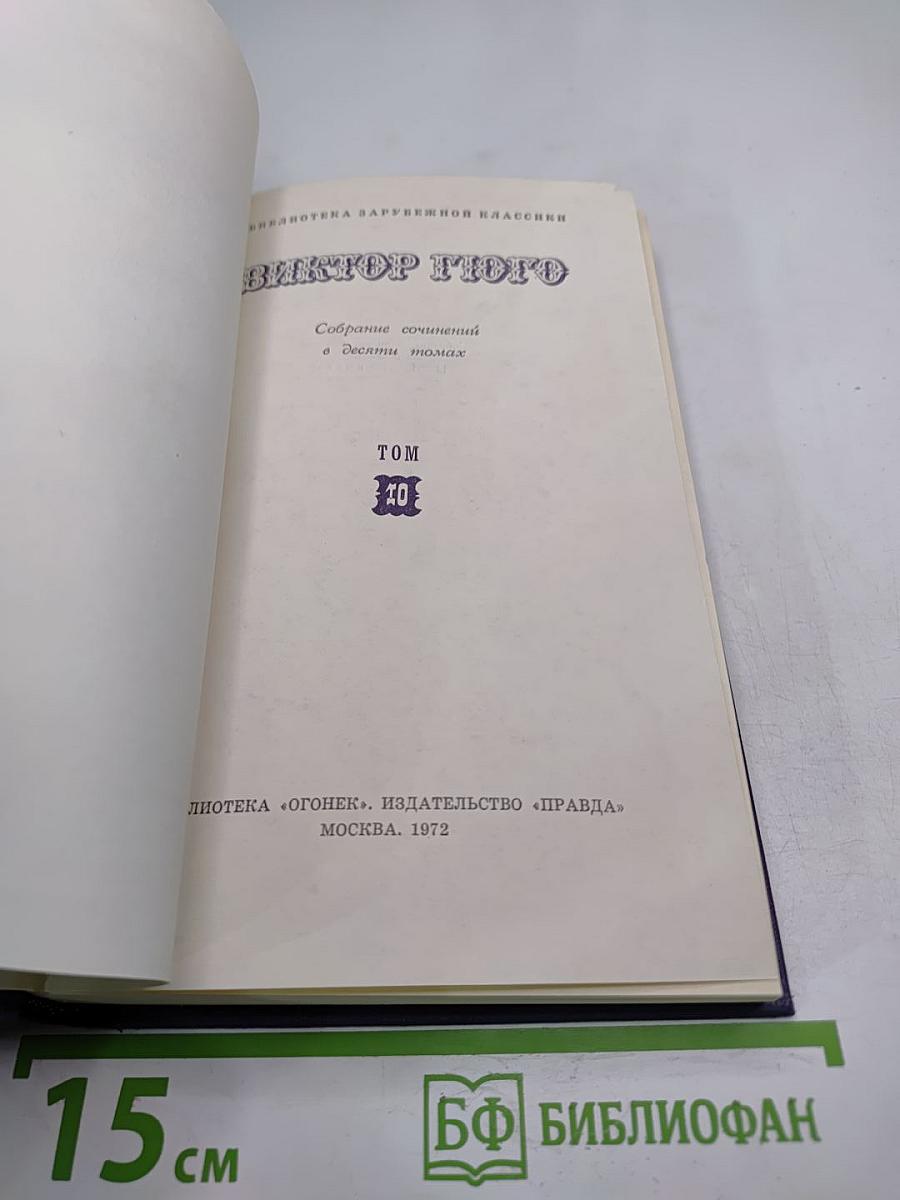 БИБЛИОТЕКА ЗАРУБЕЖНОЙ КЛАССИКИ
ВИКТОР ГЮГО
Собрание сочинений
в десяти томах
ТОМ
10
ЛИОТЕКА «ОГОНЕК». ИЗДАТЕЛЬСТВО «ПРАВДА»
МОСКВА. 1972
15 см
БФ БИБЛИОФАН